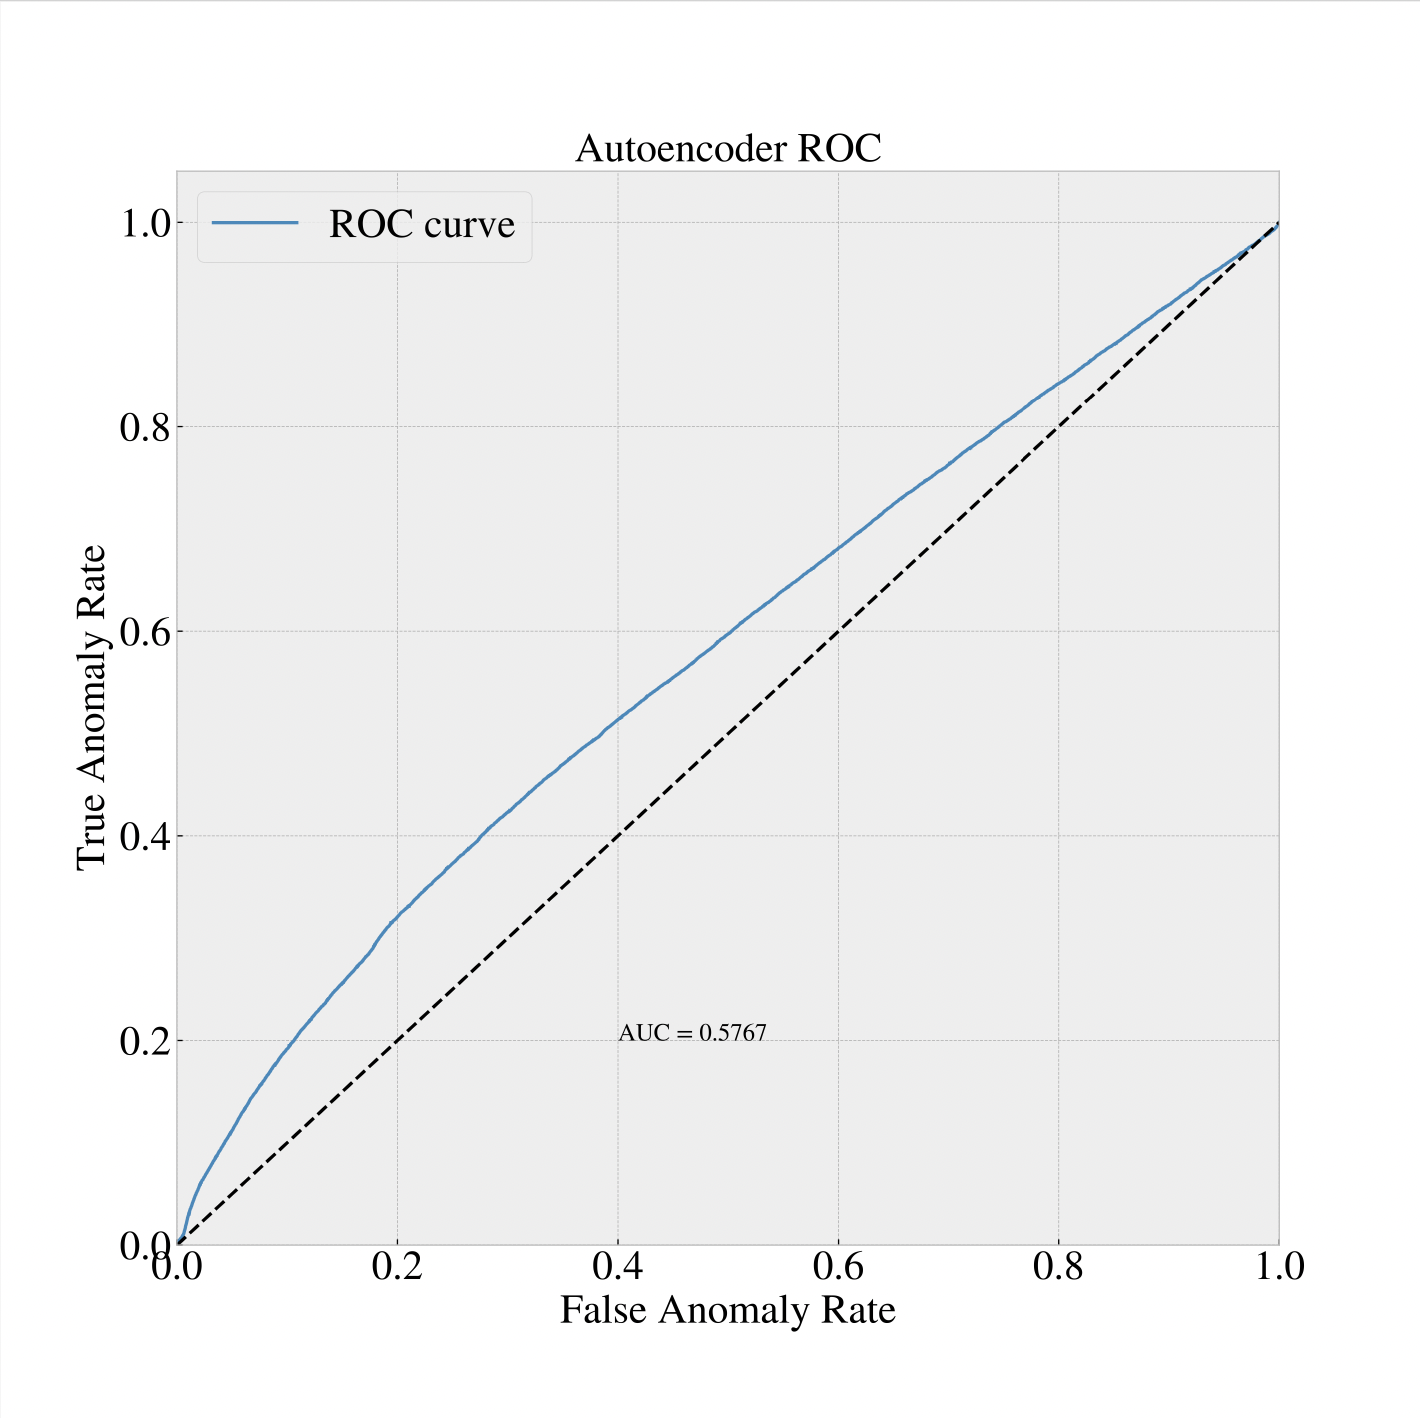 Autoencoder ROC
ROC curve
1.0
0.8
0.6
0.4
0.2
0.0
True Anomaly Rate
AUC = 0.5767
0.0 0.2 0.4 0.6 0.8 1.0
False Anomaly Rate